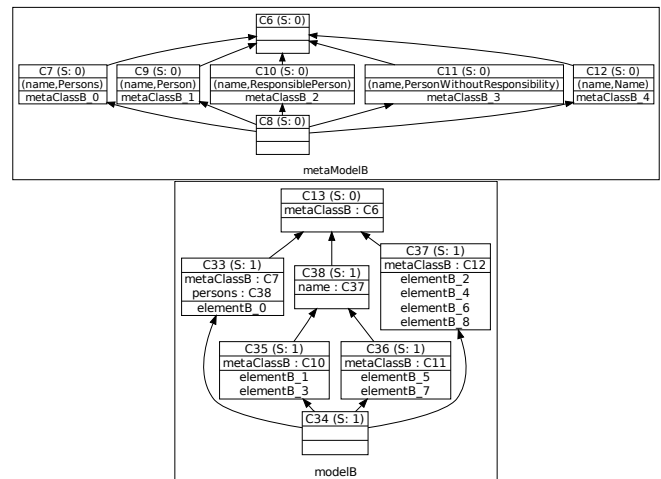 C6 (S: 0)
C7 (S: 0)
(name,Persons)
metaClassB_0
C9 (S: 0)
(name,Person)
metaClassB_1
C10 (S: 0)
(name,ResponsiblePerson)
metaClassB_2
C11 (S: 0)
(name,PersonWithoutResponsibility)
metaClassB_3
C12 (S: 0)
(name,Name)
metaClassB_4
C8 (S: 0)
metaModelB
C13 (S: 0)
metaClassB : C6
C33 (S: 1)
metaClassB : C7
persons : C38
elementB_0
C38 (S: 1)
name : C37
C37 (S: 1)
metaClassB : C12
elementB_2
elementB_4
elementB_6
elementB_8
C35 (S: 1)
metaClassB : C10
elementB_1
elementB_3
C36 (S: 1)
metaClassB : C11
elementB_5
elementB_7
C34 (S: 1)
modelB